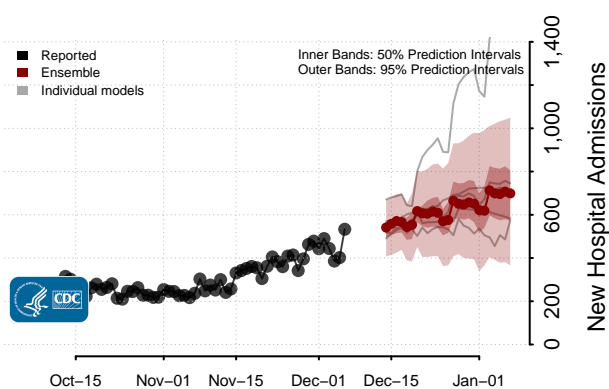 Reported
Ensemble
Individual models
Inner Bands: 50% Prediction Intervals
Outer Bands: 95% Prediction Intervals
1,400
1,000
600
200
0
New Hospital Admissions
CDC
Oct–15 Nov–01 Nov–15 Dec–01 Dec–15 Jan–01